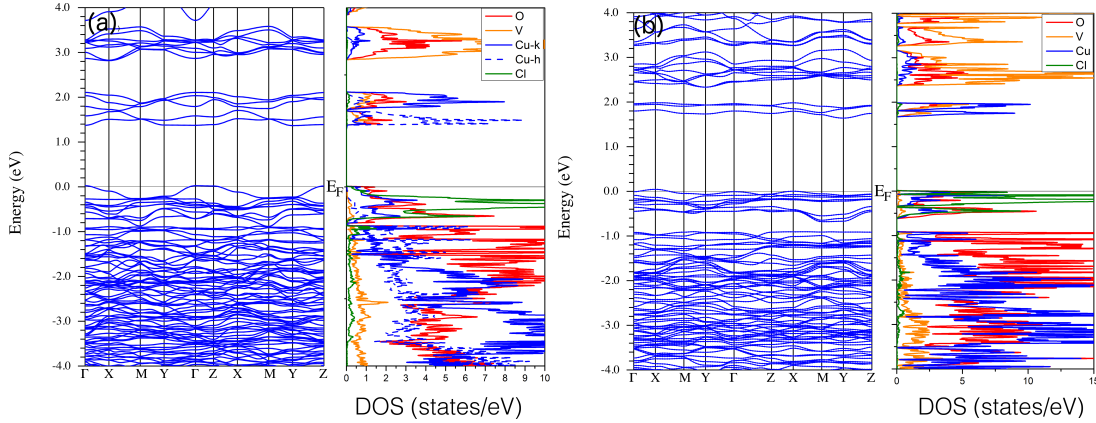 (a)
Energy (eV)
4.0
3.0
2.0
1.0
0.0
-1.0
-2.0
-3.0
-4.0
Γ X M Y Γ Z X M Y Z
E_F
O
V
Cu-k
Cu-h
Cl
0 1 2 3 4 5 6 7 8 9 10
DOS (states/eV)
(b)
Energy (eV)
4.0
3.0
2.0
1.0
0.0
-1.0
-2.0
-3.0
-4.0
Γ X M Y Γ Z X M Y Z
E_F
O
V
Cu
Cl
0 5 10 15
DOS (states/eV)